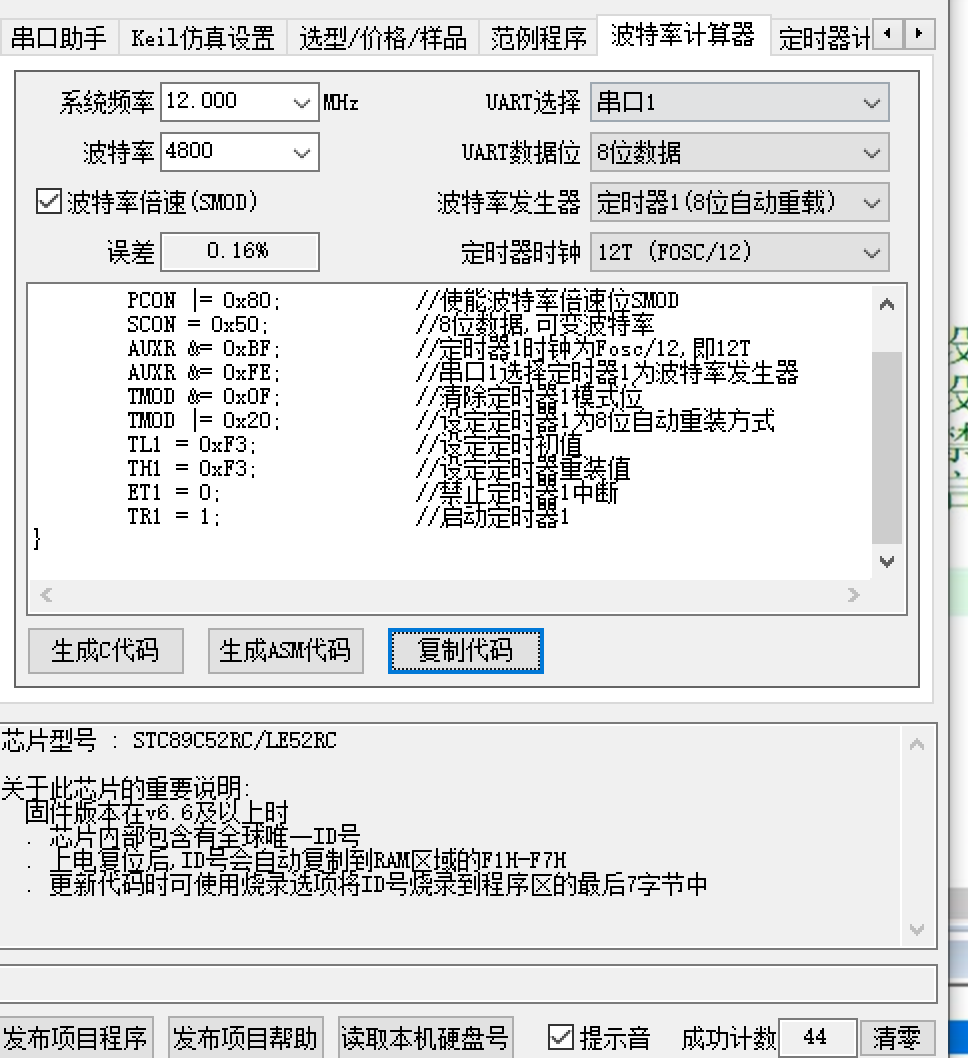 串口助手 Keil仿真设置 选型/价格/样品 范例程序 波特率计算器 定时器计
系统频率 12.000 MHz UART选择 串口1
波特率 4800 UART数据位 8位数据
波特率倍速(SMOD) 波特率发生器 定时器1(8位自动重载)
误差 0.16% 定时器时钟 12T (FOSC/12)
PCON |= 0x80; //使能波特率倍速位SMOD
SCON = 0x50; //8位数据,可变波特率
AUXR &= 0xBF; //定时器1时钟为Fosc/12,即12T
AUXR &= 0xFE; //串口1选择定时器1为波特率发生器
TMOD &= 0x0F; //清除定时器1模式位
TMOD |= 0x20; //设定定时器1为8位自动重装方式
TL1 = 0xF3; //设定定时初值
TH1 = 0xF3; //设定定时器重装值
ET1 = 0; //禁止定时器1中断
TR1 = 1; //启动定时器1
}
生成C代码 生成ASM代码 复制代码
芯片型号 : STC89C52RC/LE52RC
关于此芯片的重要说明:
固件版本在v6.6及以上时
. 芯片内部包含有全球唯一ID号
. 上电复位后,ID号会自动复制到RAM区域的F1H-F7H
. 更新代码时可使用烧录选项将ID号烧录到程序区的最后7字节中
发布项目程序 发布项目帮助 读取本机硬盘号 提示音 成功计数 44 清零